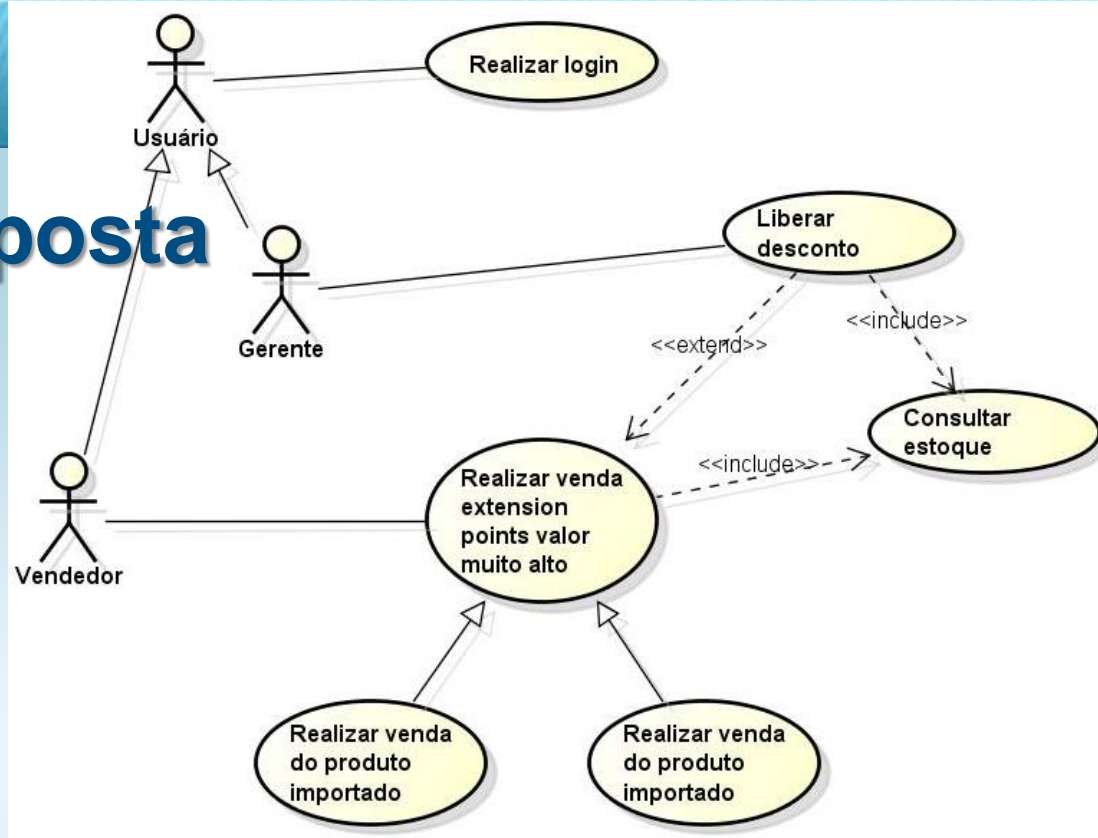 Realizar login
Usuário
posta
Liberar
desconto
Gerente
<<extend>>
<<include>>
Consultar
estoque
<<include>>
Realizar venda
extension
points valor
muito alto
Vendedor
Realizar venda
do produto
importado
Realizar venda
do produto
importado